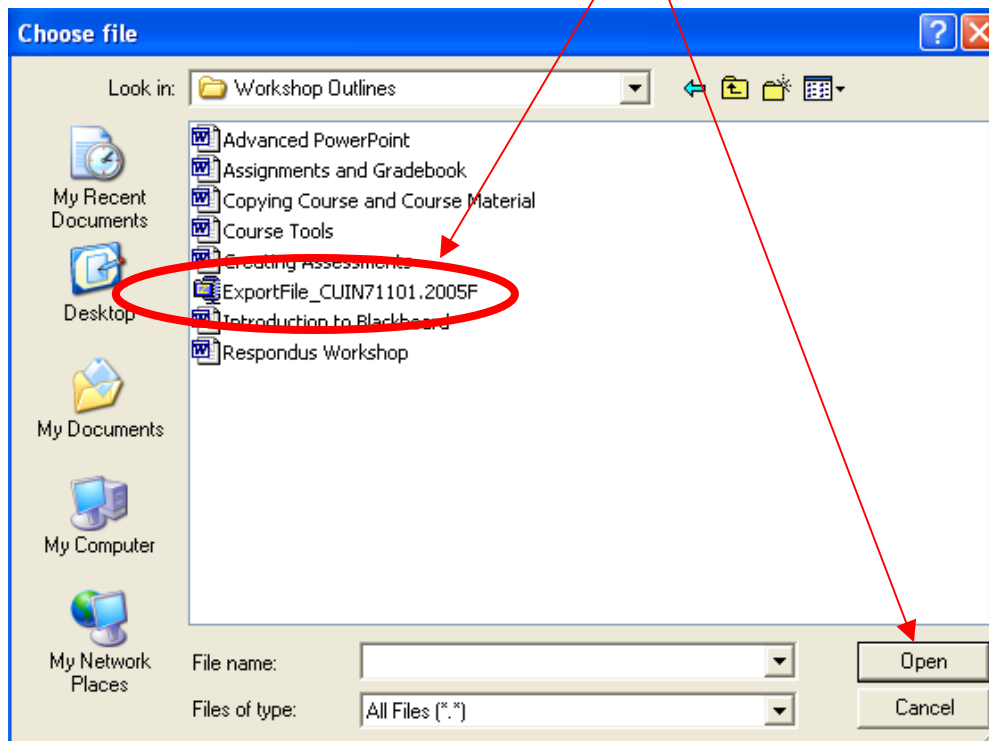 Choose file
Look in: Workshop Outlines
Advanced PowerPoint
Assignments and Gradebook
Copying Course and Course Material
Course Tools
Creating Assessments
ExportFile_CUIN71101.2005F
Introduction to Blackboard
Respondus Workshop
My Recent
Documents
Desktop
My Documents
My Computer
My Network
Places
File name:
Open
Files of type: All Files (*.*)
Cancel